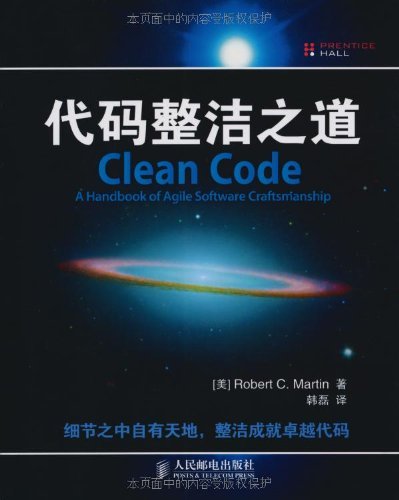 本页面中的内容受版权保护
PRENTICE
HALL
代码整洁之道
Clean Code
A Handbook of Agile Software Craftsmanship
[美] Robert C. Martin 著
韩磊 译
细节之中自有天地，整洁成就卓越代码
人民邮电出版社
POSTS & TELECOM PRESS
本页面中的内容受版权保护